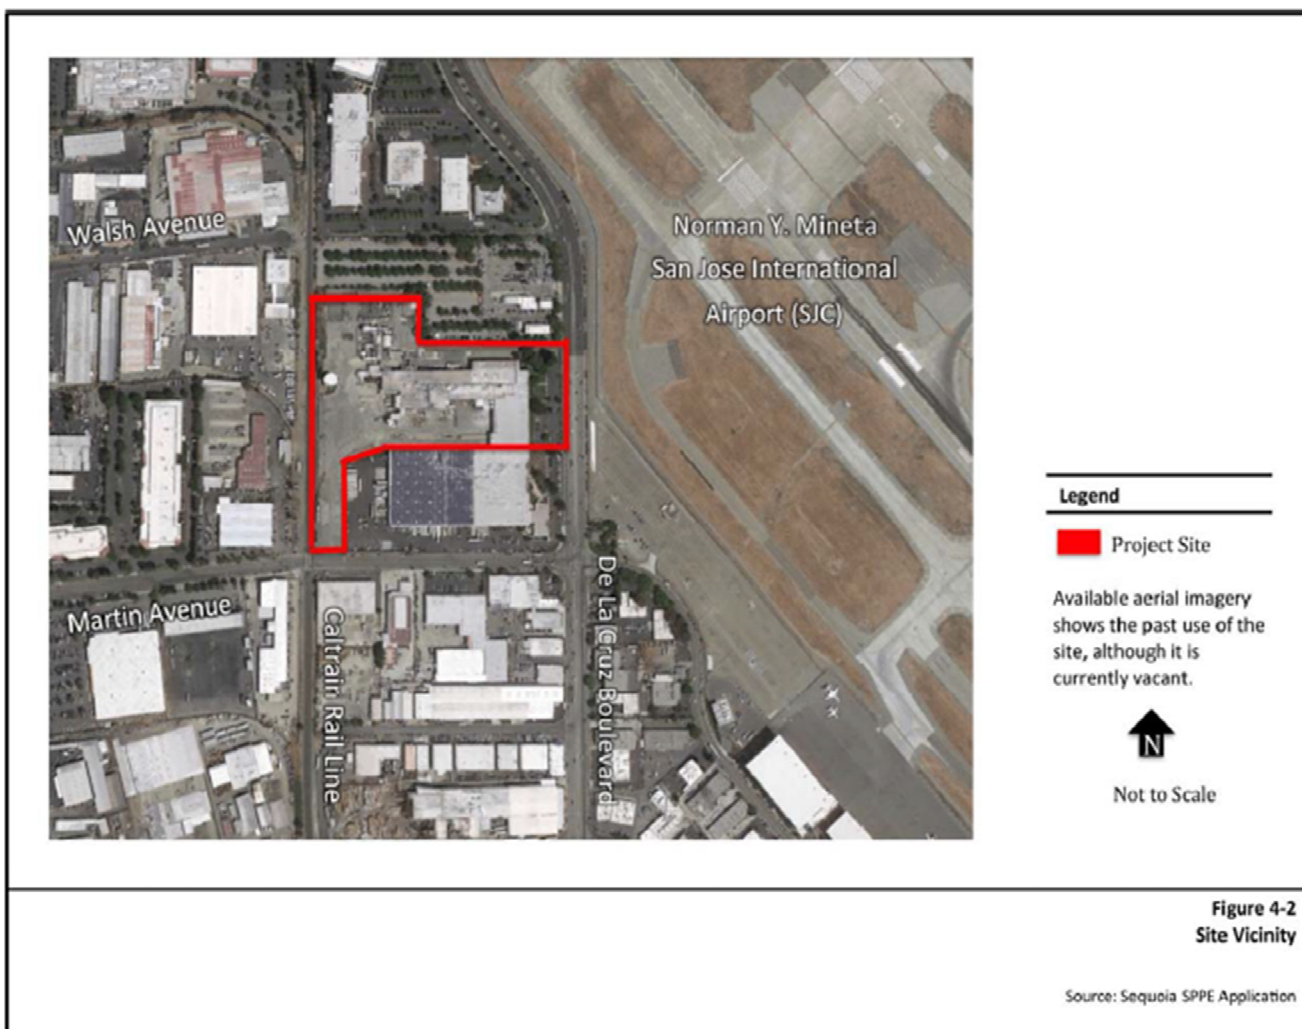 Walsh Avenue
Norman Y. Mineta
San Jose International
Airport (SJC)
Martin Avenue
Caltrain Rail Line
De La Cruz Boulevard
Legend
Project Site
Available aerial imagery
shows the past use of the
site, although it is
currently vacant.
N
Not to Scale
Figure 4-2
Site Vicinity
Source: Sequoia SPPE Application